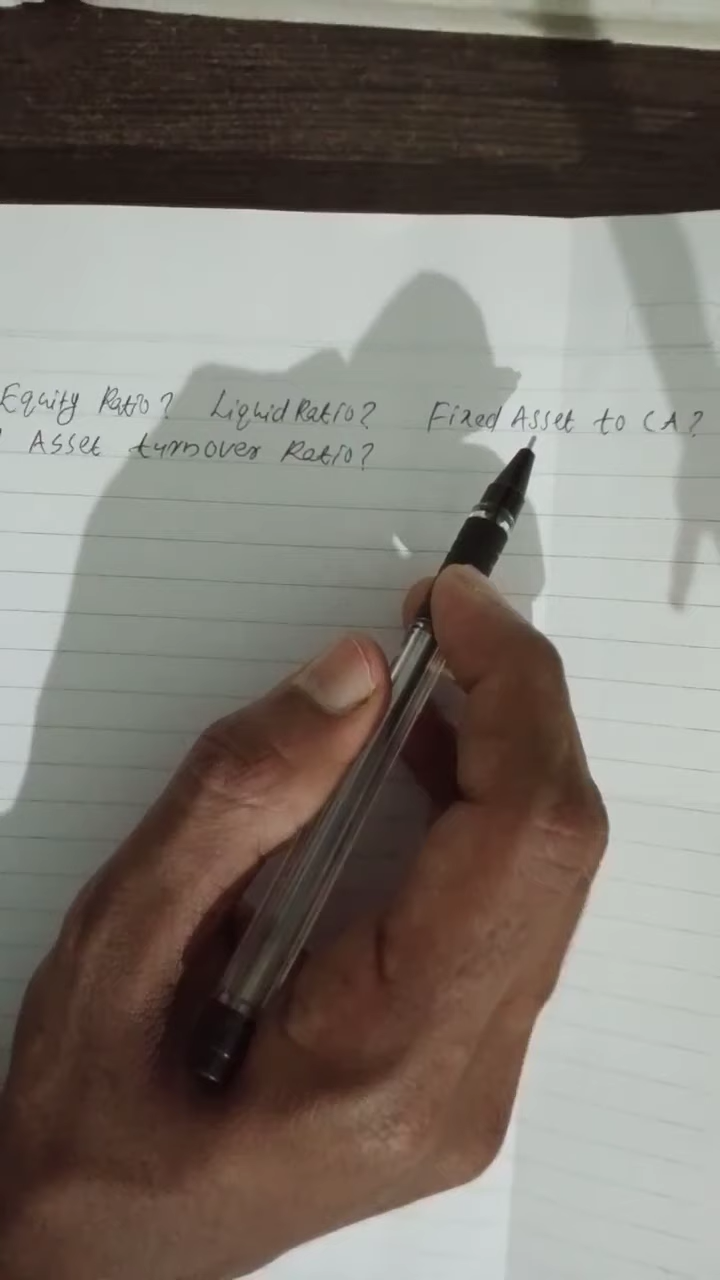 Equity Ratio? Liquid Ratio? Fixed Asset to CA?
Asset turnover Ratio?